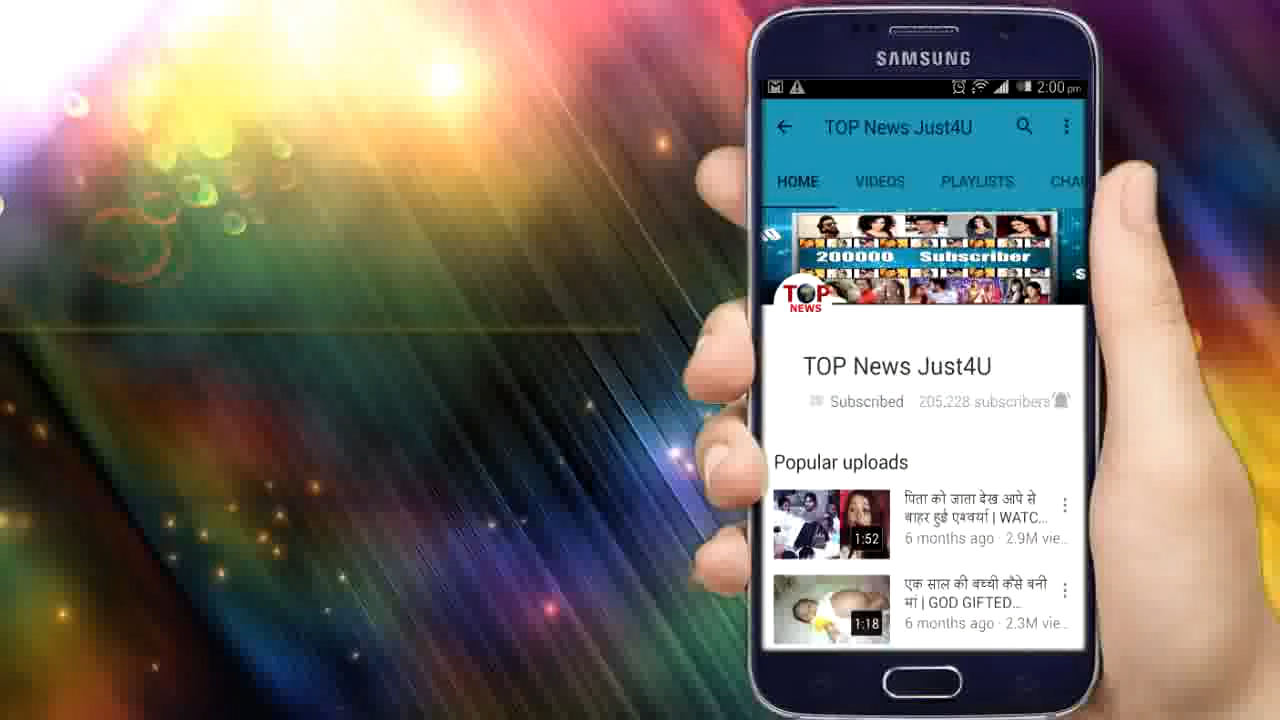 SAMSUNG
2:00 pm
TOP News Just4U
HOME VIDEOS PLAYLISTS CHA
200000 Subscriber
TOP
NEWS
TOP News Just4U
Subscribed 205,228 subscribers
Popular uploads
पिता को जाता देख आपे से
बाहर हुई एश्वर्या | WATC...
6 months ago · 2.9M vie...
1:52
एक साल की बच्ची कैसे बनी
मां | GOD GIFTED...
6 months ago · 2.3M vie...
1:18